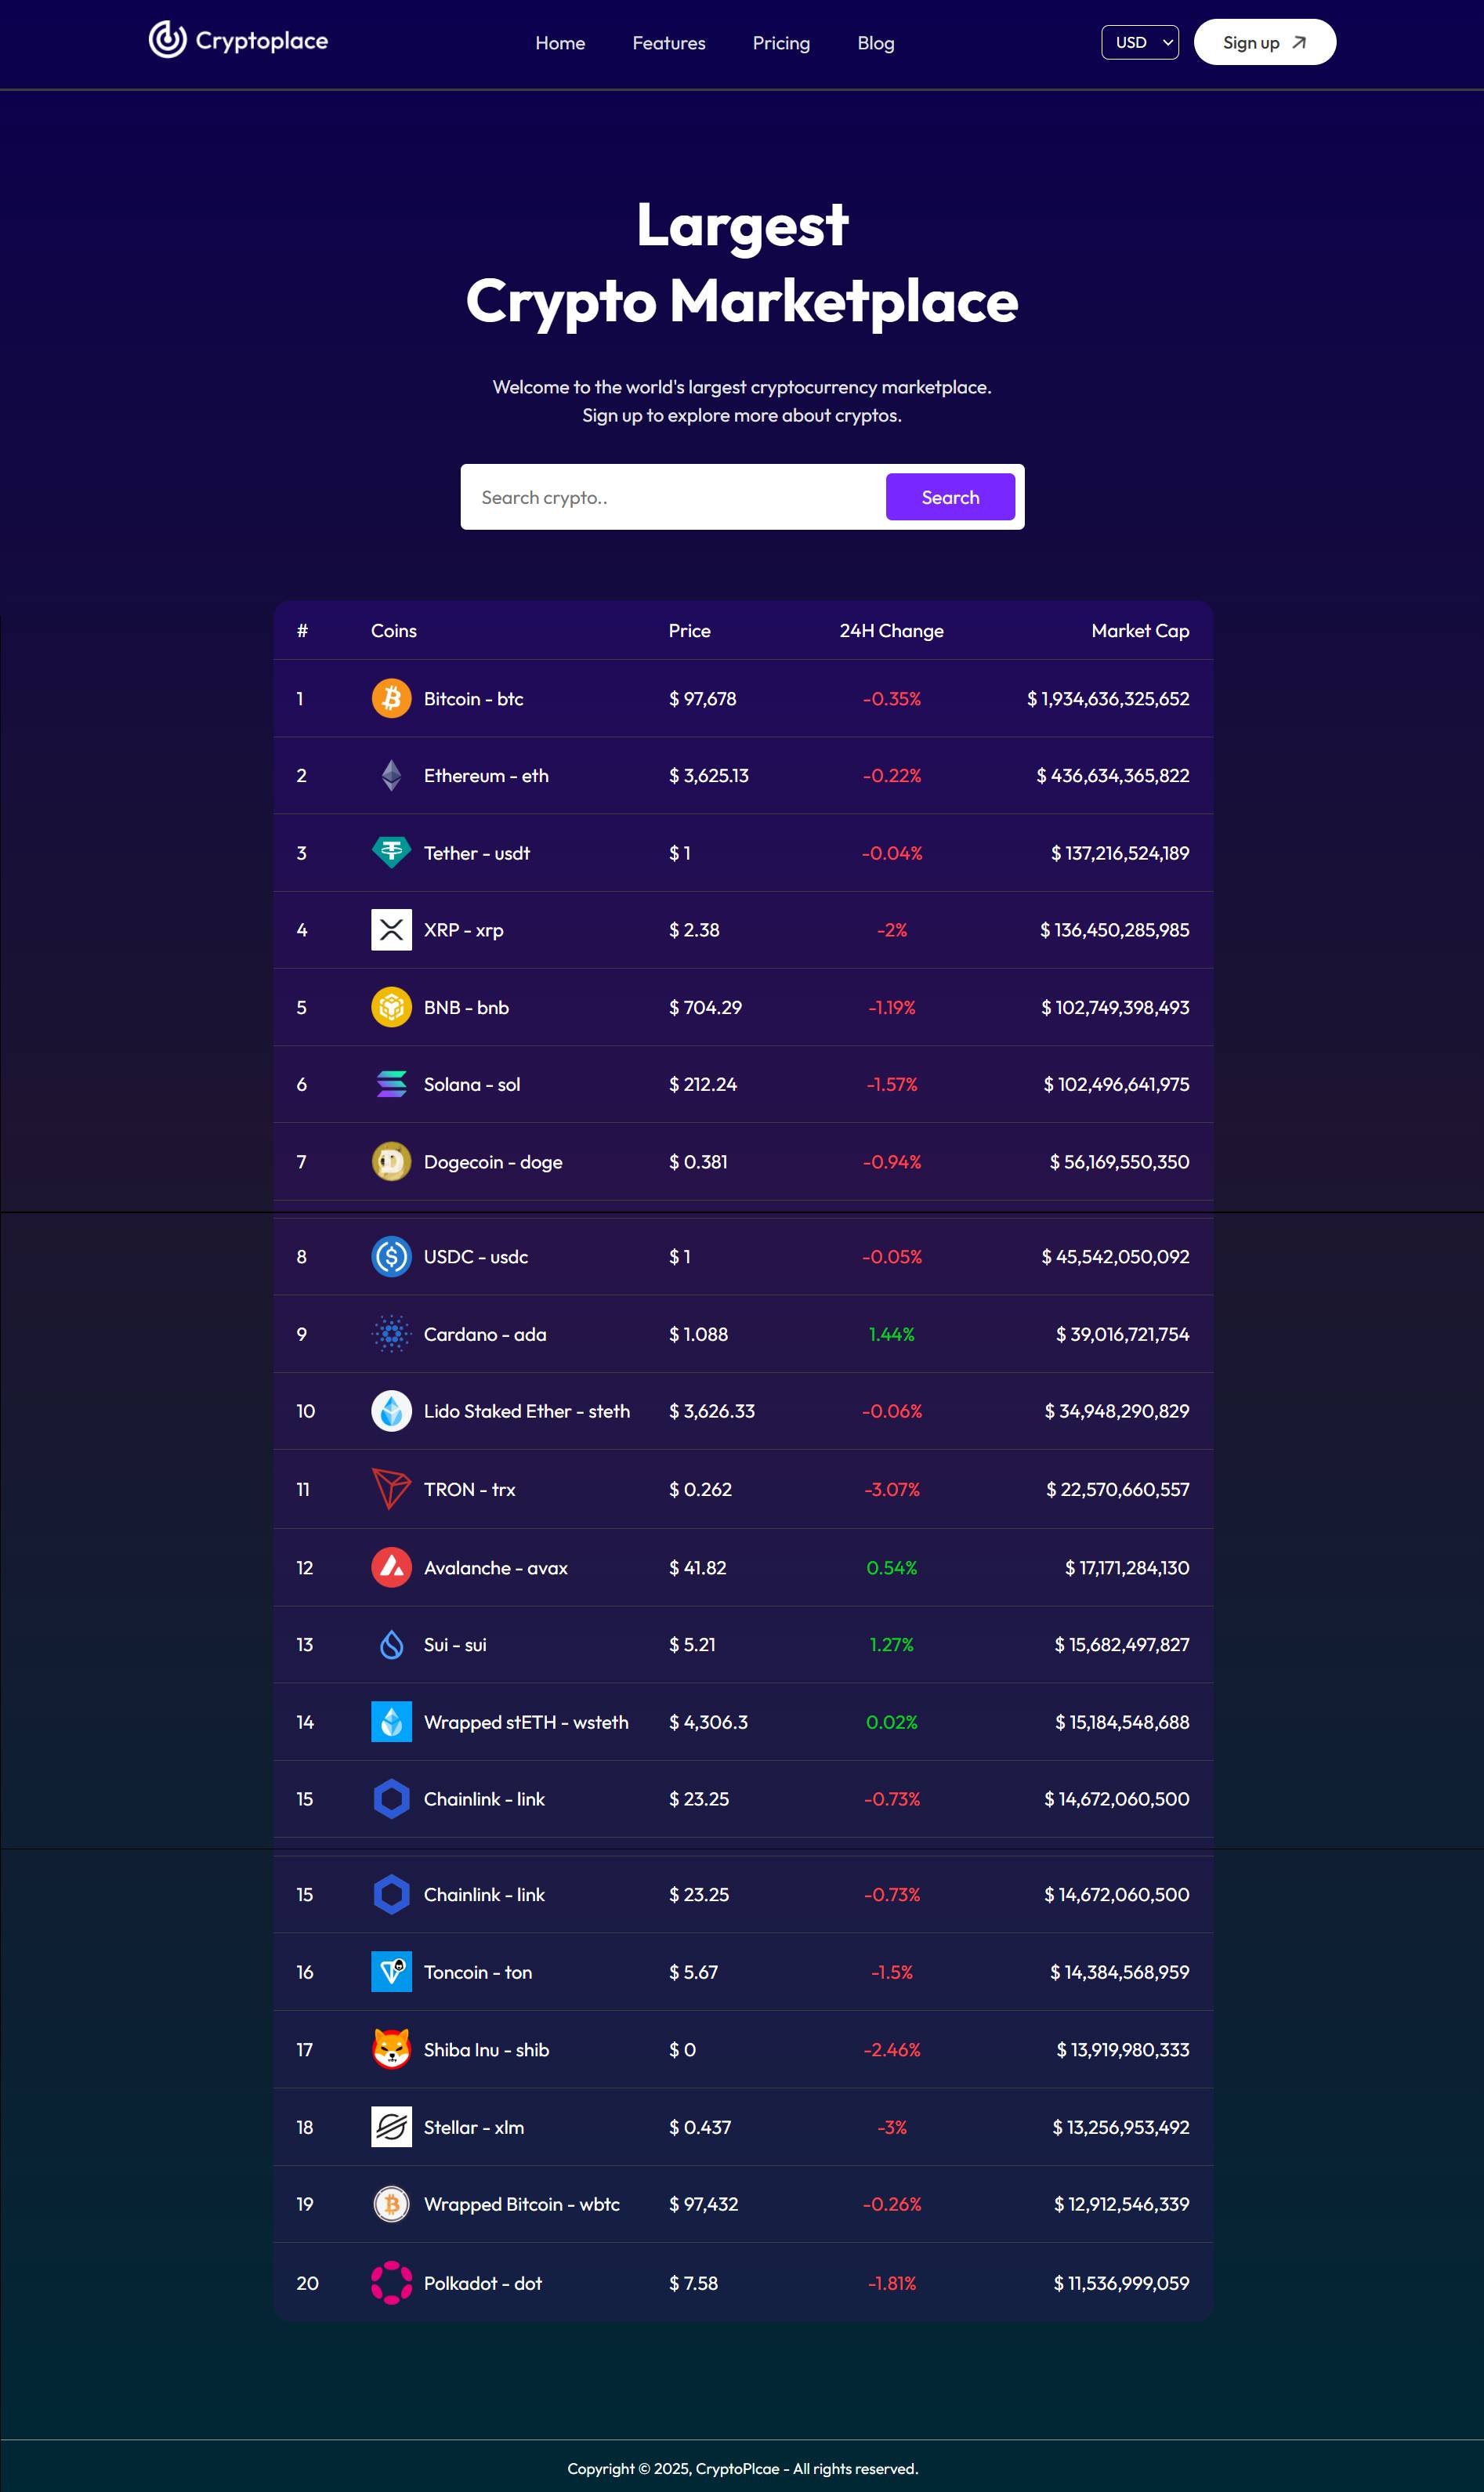 Cryptoplace Home Features Pricing Blog USD Sign up
Largest
Crypto Marketplace
Welcome to the world's largest cryptocurrency marketplace.
Sign up to explore more about cryptos.
Search crypto.. Search
# Coins Price 24H Change Market Cap
1 Bitcoin - btc $ 97,678 -0.35% $ 1,934,636,325,652
2 Ethereum - eth $ 3,625.13 -0.22% $ 436,634,365,822
3 Tether - usdt $ 1 -0.04% $ 137,216,524,189
4 XRP - xrp $ 2.38 -2% $ 136,450,285,985
5 BNB - bnb $ 704.29 -1.19% $ 102,749,398,493
6 Solana - sol $ 212.24 -1.57% $ 102,496,641,975
7 Dogecoin - doge $ 0.381 -0.94% $ 56,169,550,350
8 USDC - usdc $ 1 -0.05% $ 45,542,050,092
9 Cardano - ada $ 1.088 1.44% $ 39,016,721,754
10 Lido Staked Ether - steth $ 3,626.33 -0.06% $ 34,948,290,829
11 TRON - trx $ 0.262 -3.07% $ 22,570,660,557
12 Avalanche - avax $ 41.82 0.54% $ 17,171,284,130
13 Sui - sui $ 5.21 1.27% $ 15,682,497,827
14 Wrapped stETH - wsteth $ 4,306.3 0.02% $ 15,184,548,688
15 Chainlink - link $ 23.25 -0.73% $ 14,672,060,500
15 Chainlink - link $ 23.25 -0.73% $ 14,672,060,500
16 Toncoin - ton $ 5.67 -1.5% $ 14,384,568,959
17 Shiba Inu - shib $ 0 -2.46% $ 13,919,980,333
18 Stellar - xlm $ 0.437 -3% $ 13,256,953,492
19 Wrapped Bitcoin - wbtc $ 97,432 -0.26% $ 12,912,546,339
20 Polkadot - dot $ 7.58 -1.81% $ 11,536,999,059
Copyright © 2025, CryptoPlcae - All rights reserved.